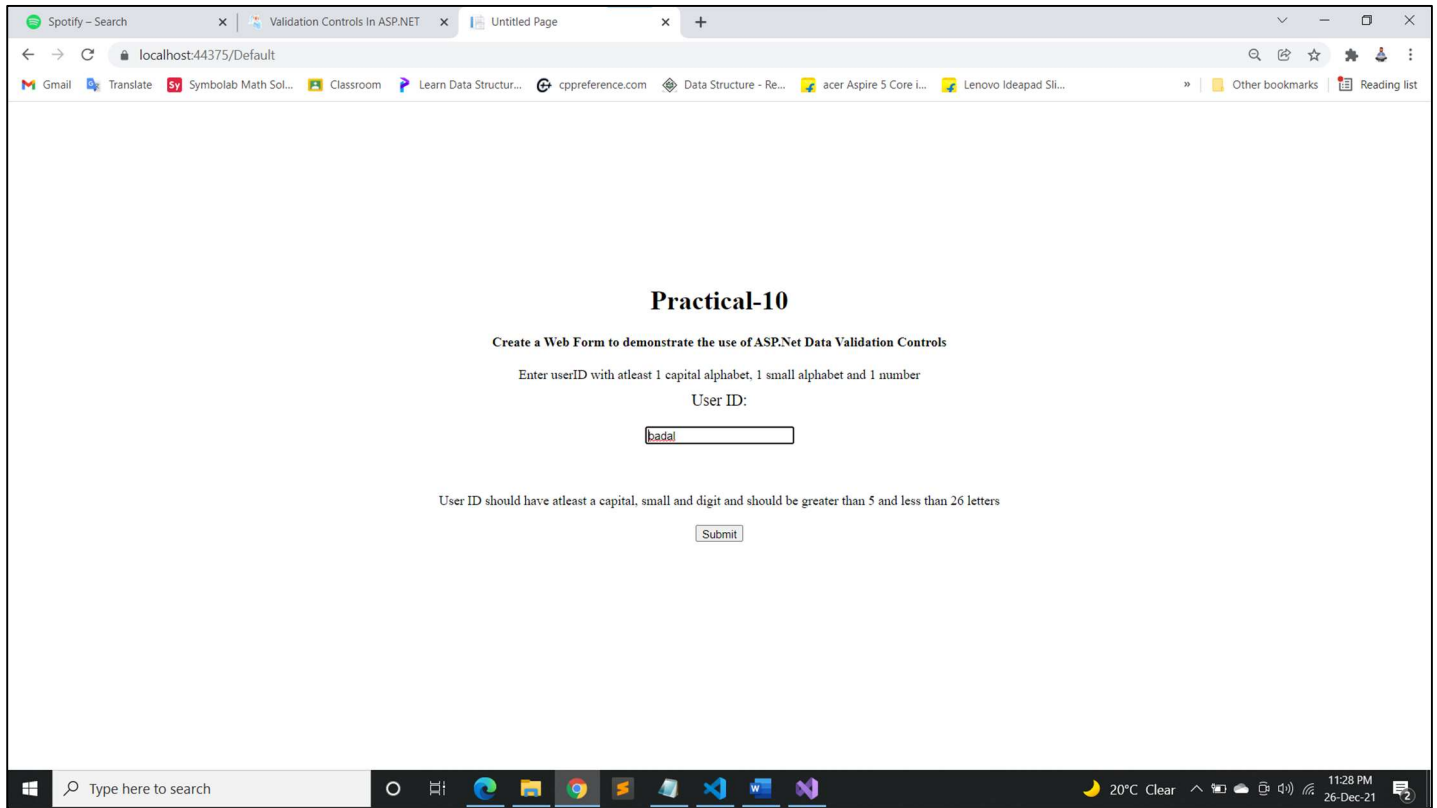 Spotify – Search
Validation Controls In ASP.NET
Untitled Page
localhost:44375/Default
Gmail
Translate
Sy Symbolab Math Sol...
Classroom
Learn Data Structur...
cppreference.com
Data Structure - Re...
acer Aspire 5 Core i...
Lenovo Ideapad Sli...
» Other bookmarks
Reading list
Practical-10
Create a Web Form to demonstrate the use of ASP.Net Data Validation Controls
Enter userID with atleast 1 capital alphabet, 1 small alphabet and 1 number
User ID:
badal
User ID should have atleast a capital, small and digit and should be greater than 5 and less than 26 letters
Submit
Type here to search
20°C Clear
11:28 PM
26-Dec-21
2